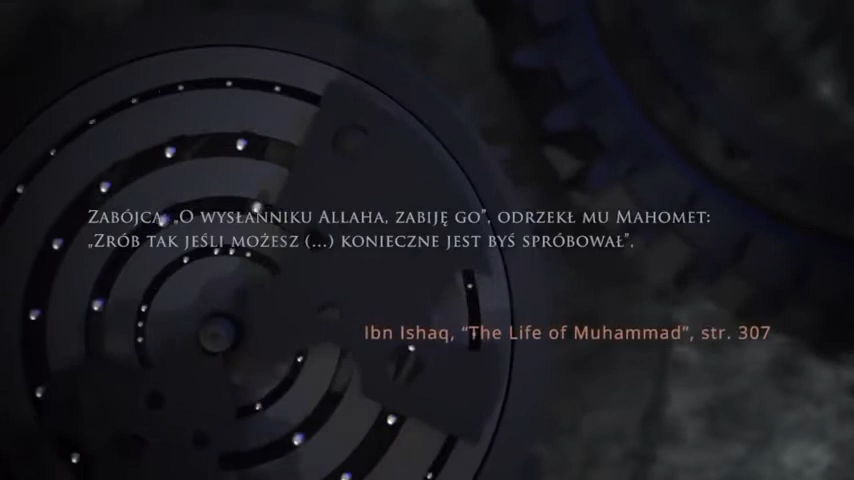 Zabójca, „O wysłanniku Allaha, zabiję go”, odrzekł mu Mahomet:
„Zrób tak jeśli możesz (...) konieczne jest byś spróbował”.
Ibn Ishaq, “The Life of Muhammad”, str. 307